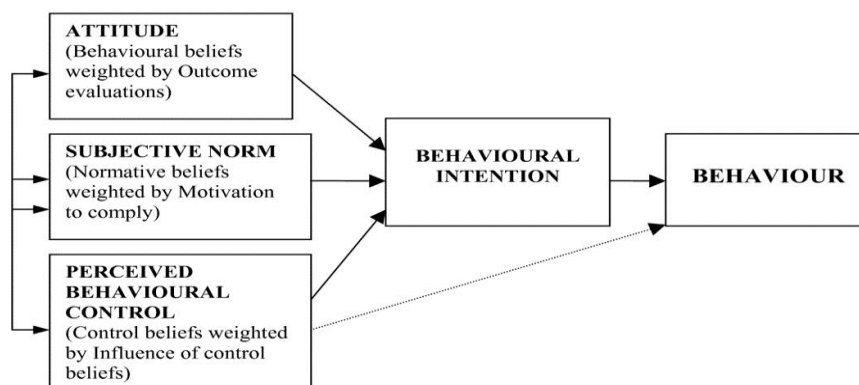 ATTITUDE
(Behavioural beliefs
weighted by Outcome
evaluations)
SUBJECTIVE NORM
(Normative beliefs
weighted by Motivation
to comply)
PERCEIVED
BEHAVIOURAL
CONTROL
(Control beliefs weighted
by Influence of control
beliefs)
BEHAVIOURAL
INTENTION
BEHAVIOUR